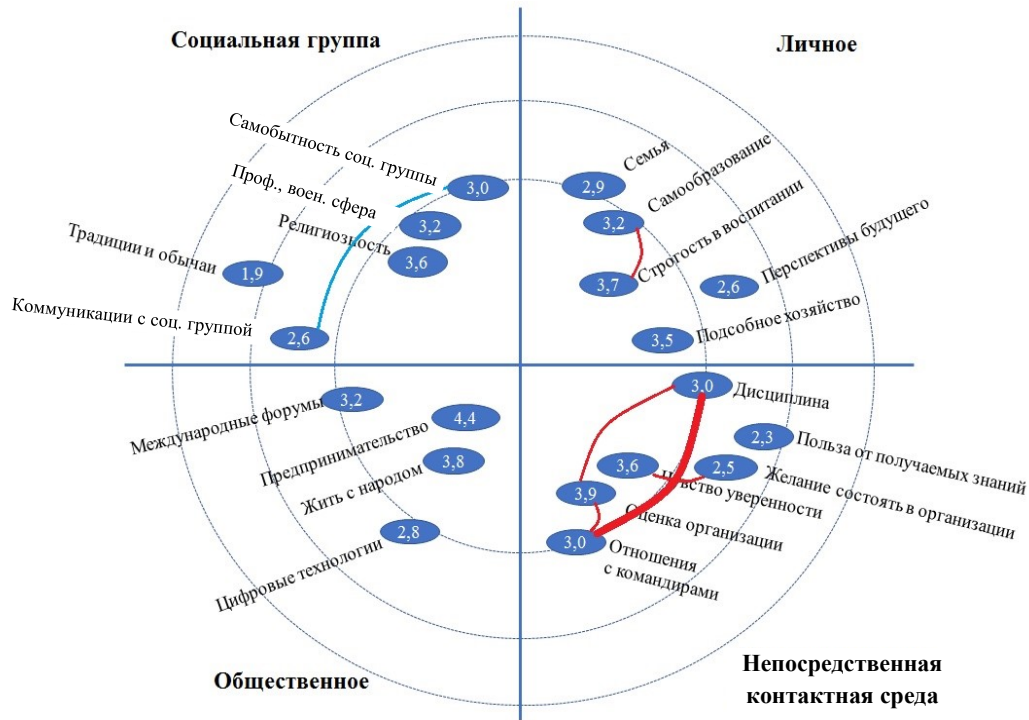 Социальная группа
Личное
Самобытность соц. группы
3,0
Проф., воен. сфера
3,2
Религиозность
3,6
Традиции и обычаи
1,9
Коммуникации с соц. группой
2,6
2,9
Семья
3,2
Самообразование
3,7
Строгость в воспитании
2,6
Перспективы будущего
3,5
Подсобное хозяйство
Международные форумы
3,2
Предпринимательство
4,4
Жить с народом
3,8
Цифровые технологии
2,8
3,0
Дисциплина
2,3
Польза от получаемых знаний
2,5
Желание состоять в организации
3,6
Чувство уверенности
3,9
Оценка организации
3,0
Отношения
с командирами
Общественное
Непосредственная
контактная среда